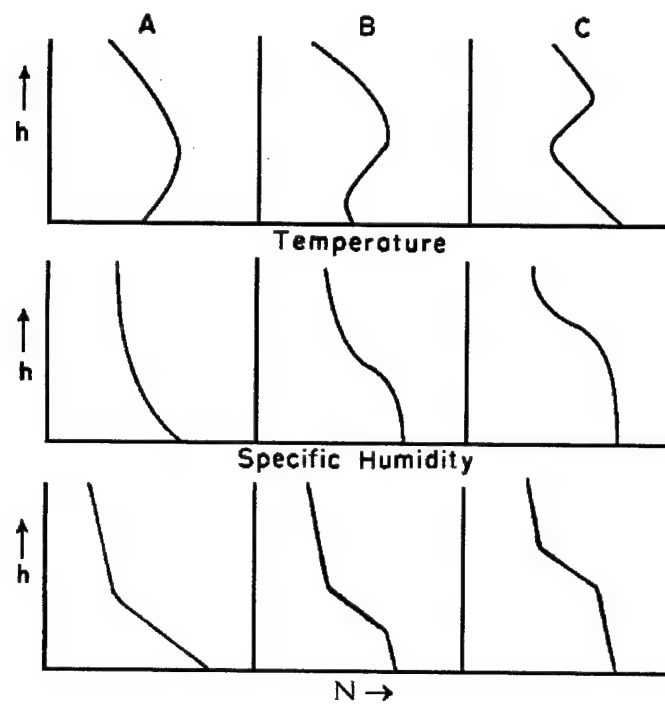 A B C
↑
h
Temperature
↑
h
Specific Humidity
↑
h
N →